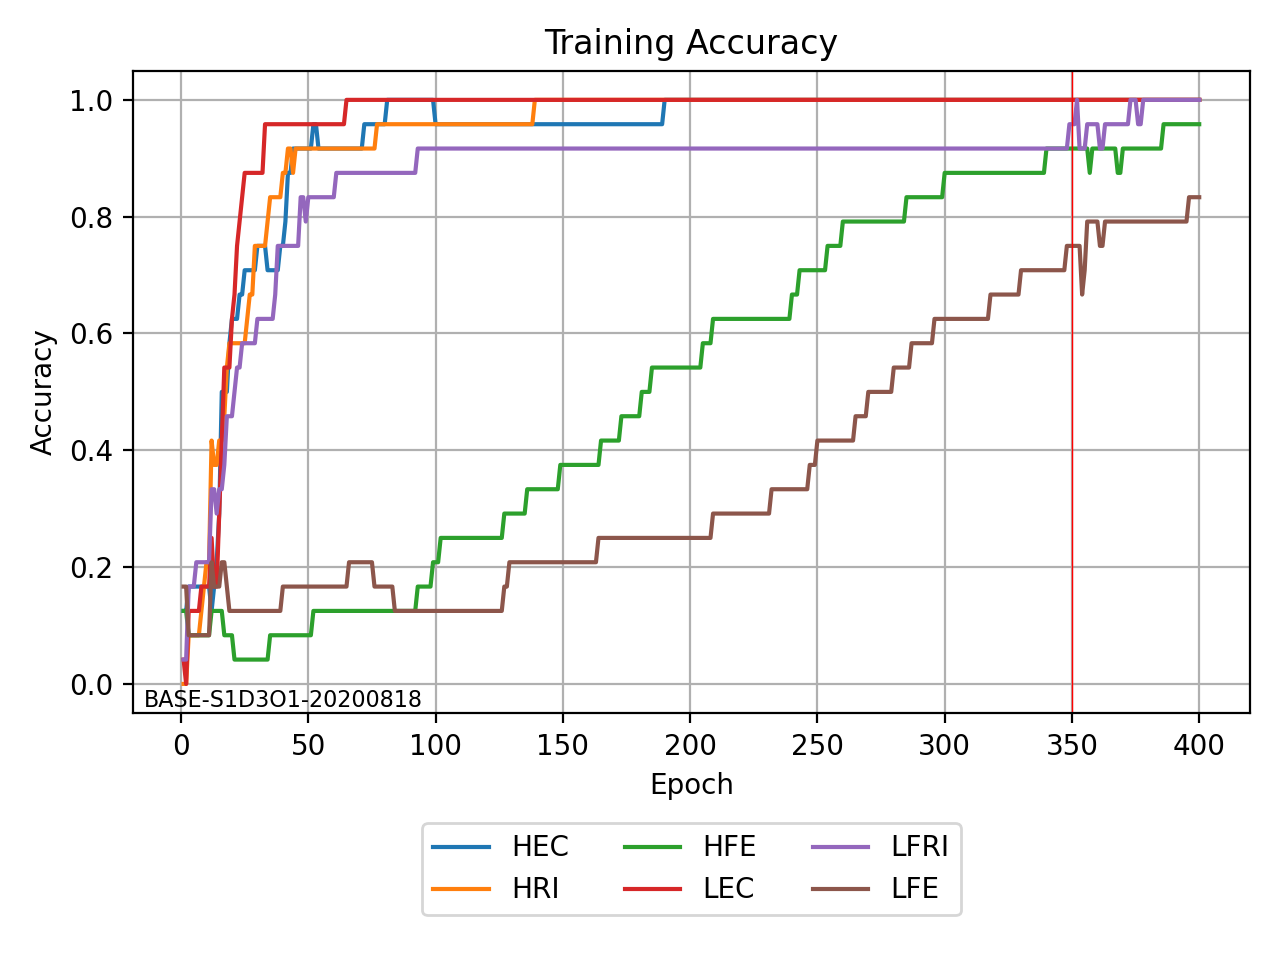 Training Accuracy
Accuracy
1.0
0.8
0.6
0.4
0.2
0.0
BASE-S1D3O1-20200818
0 50 100 150 200 250 300 350 400
Epoch
HEC HFE LFRI
HRI LEC LFE